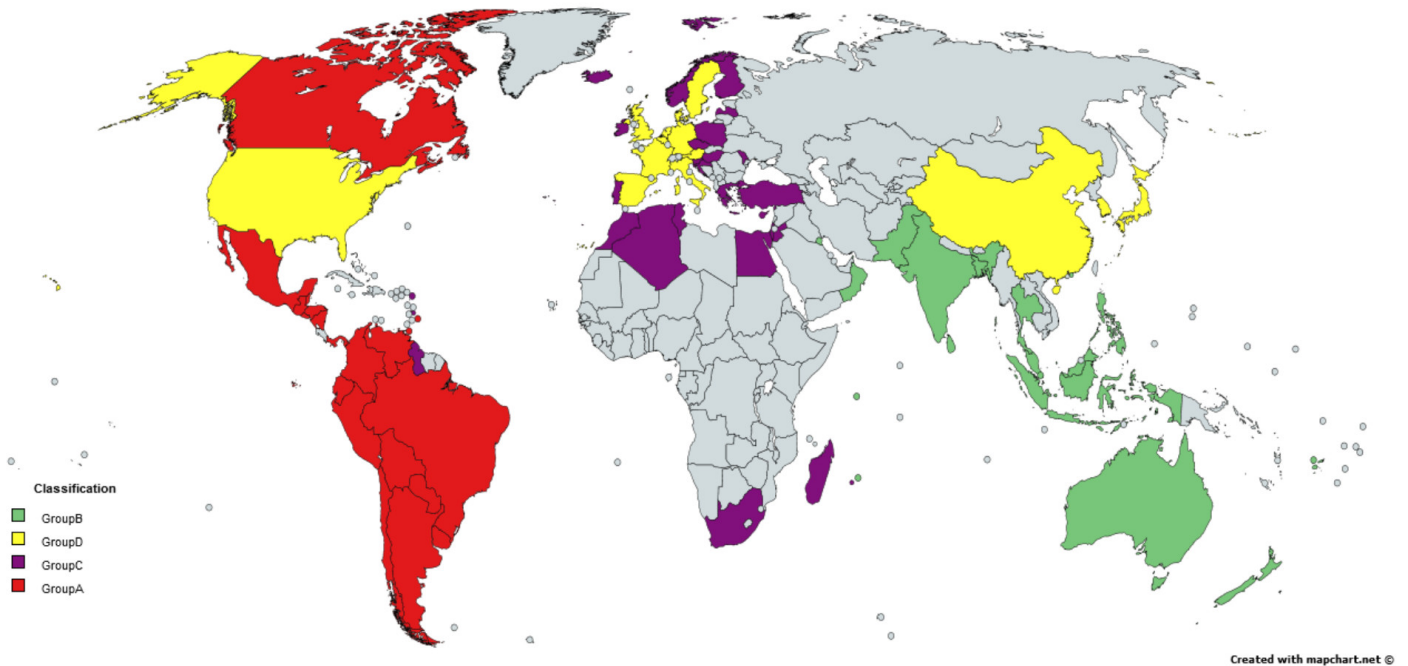 Classification
GroupB
GroupD
GroupC
GroupA
Created with mapchart.net ©